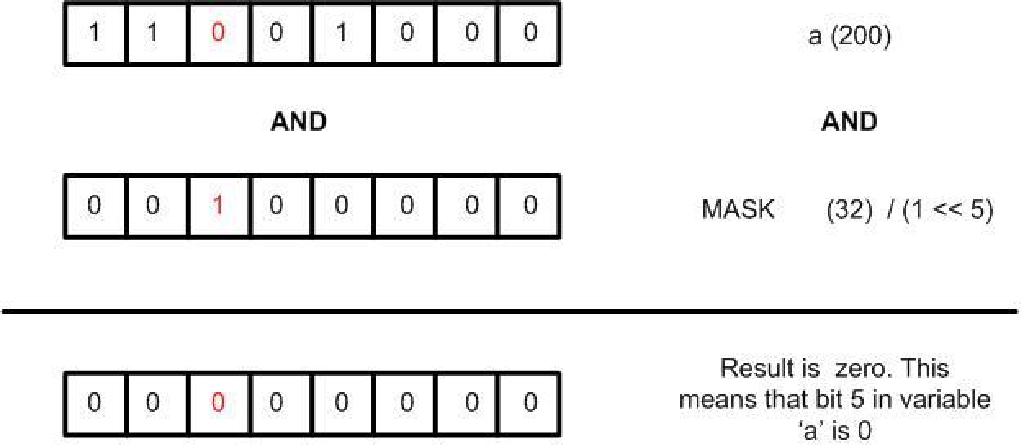 1 1 0 0 1 0 0 0 a (200)
AND AND
0 0 1 0 0 0 0 0 MASK (32) / (1 << 5)
0 0 0 0 0 0 0 0
Result is zero. This
means that bit 5 in variable
'a' is 0